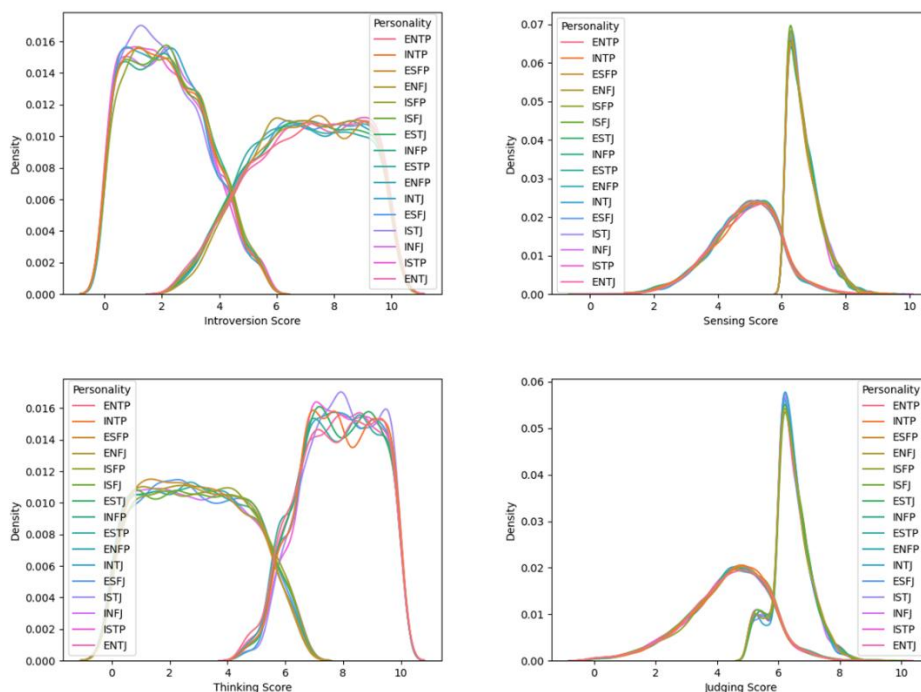 Personality
ENTP
INTP
ESFP
ENFJ
ISFP
ISFJ
ESTJ
INFP
ESTP
ENFP
INTJ
ESFJ
ISTJ
INFJ
ISTP
ENTJ
0.016
0.014
0.012
0.010
0.008
0.006
0.004
0.002
0.000
Density
0 2 4 6 8 10
Introversion Score
Personality
ENTP
INTP
ESFP
ENFJ
ISFP
ISFJ
ESTJ
INFP
ESTP
ENFP
INTJ
ESFJ
ISTJ
INFJ
ISTP
ENTJ
0.07
0.06
0.05
0.04
0.03
0.02
0.01
0.00
Density
0 2 4 6 8 10
Sensing Score
Personality
ENTP
INTP
ESFP
ENFJ
ISFP
ISFJ
ESTJ
INFP
ESTP
ENFP
INTJ
ESFJ
ISTJ
INFJ
ISTP
ENTJ
0.016
0.014
0.012
0.010
0.008
0.006
0.004
0.002
0.000
Density
0 2 4 6 8 10
Thinking Score
Personality
ENTP
INTP
ESFP
ENFJ
ISFP
ISFJ
ESTJ
INFP
ESTP
ENFP
INTJ
ESFJ
ISTJ
INFJ
ISTP
ENTJ
0.06
0.05
0.04
0.03
0.02
0.01
0.00
Density
0 2 4 6 8 10
Judging Score